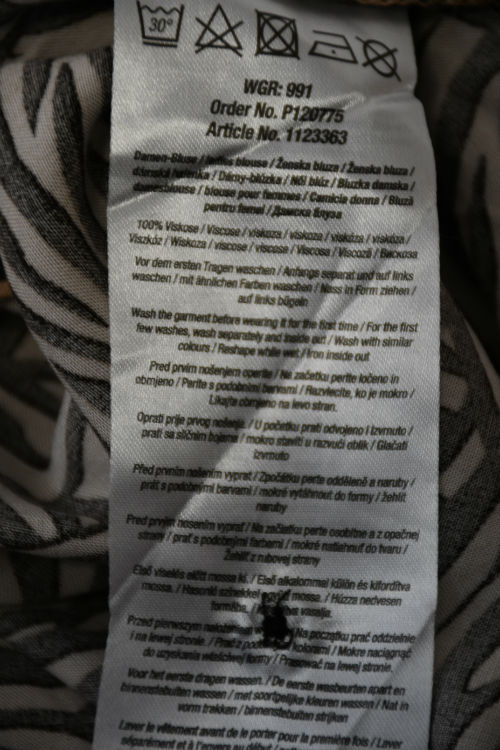 30°
WGR: 991
Order No. P120775
Article No. 1123363
Damen-Bluse / ladies blouse / Ženska bluza / Ženska bluza /
dámská halenka / Dámy-blúzka / Női blúz / Bluzka damska /
damesblouse / blouse pour femmes / Camicia donna / Bluză
pentru femei / Дамска блуза
100% Viskose / Viscose / viskoza / viskoza / viskóza / viskóza /
Viszkóz / Wiskoza / viscose / viscose / Viscosa / Viscoză / Вискоза
Vor dem ersten Tragen waschen / Anfangs separat und auf links
waschen / mit ähnlichen Farben waschen / Nass in Form ziehen /
auf links bügeln
Wash the garment before wearing it for the first time / For the first
few washes, wash separately and inside out / Wash with similar
colours / Reshape while wet / Iron inside out
Pred prvim nošenjem operite / Na začetku perite ločeno in
obrnjeno / Perite s podobnimi barvami / Razvlecite, ko je mokro /
Likajte obrnjeno na levo stran.
Oprati prije prvog nošenja. / U početku prati odvojeno i izvrnuto /
prati sa sličnim bojama / mokro staviti u razvući oblik / Glačati
izvrnuto
Před prvním nošením vyprat / Zpočátku perte odděleně a naruby /
prát s podobnými barvami / mokré vytáhnout do formy / žehlit
naruby
Pred prvým nosením vyprať / Na začiatku perte osobitne a z opačnej
strany / prať s podobnými farbami / mokré natiahnuť do tvaru /
Žehliť z rubovej strany
Első viselés előtt mossa ki. / Első alkalommal külön és kifordítva
mossa. / Hasonló színekkel együtt mossa. / Húzza nedvesen
formába. / vasalja.
Przed pierwszym Na początku prać oddzielnie
i na lewej stronie. / Prać z kolorami / Mokre naciągnąć
do uzyskania właściwej formy / Prasować na lewej stronie.
Voor het eerste dragen wassen. / De eerste wasbeurten apart en
binnenstebuiten wassen / met soortgelijke kleuren wassen / Nat in
vorm trekken / binnenstebuiten strijken
Laver le vêtement avant de le porter pour la première fois / Laver
séparément et à l'envers au début /